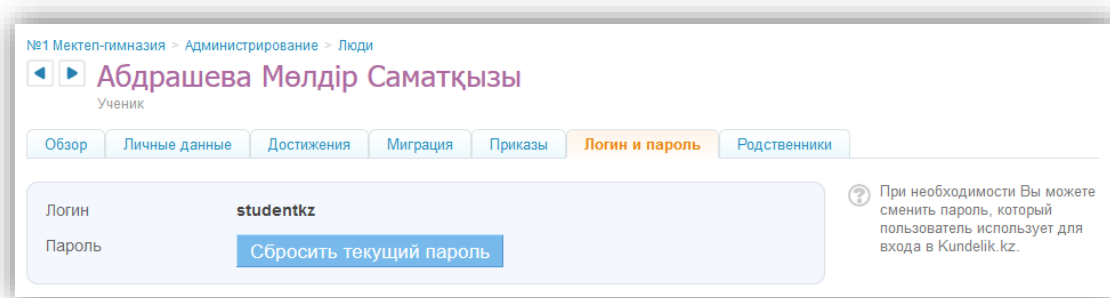 №1 Мектеп-гимназия > Администрирование > Люди
Абдрашева Мөлдір Саматқызы
Ученик
Обзор Личные данные Достижения Миграция Приказы Логин и пароль Родственники
Логин studentkz
Пароль Сбросить текущий пароль
При необходимости Вы можете
сменить пароль, который
пользователь использует для
входа в Kundelik.kz.